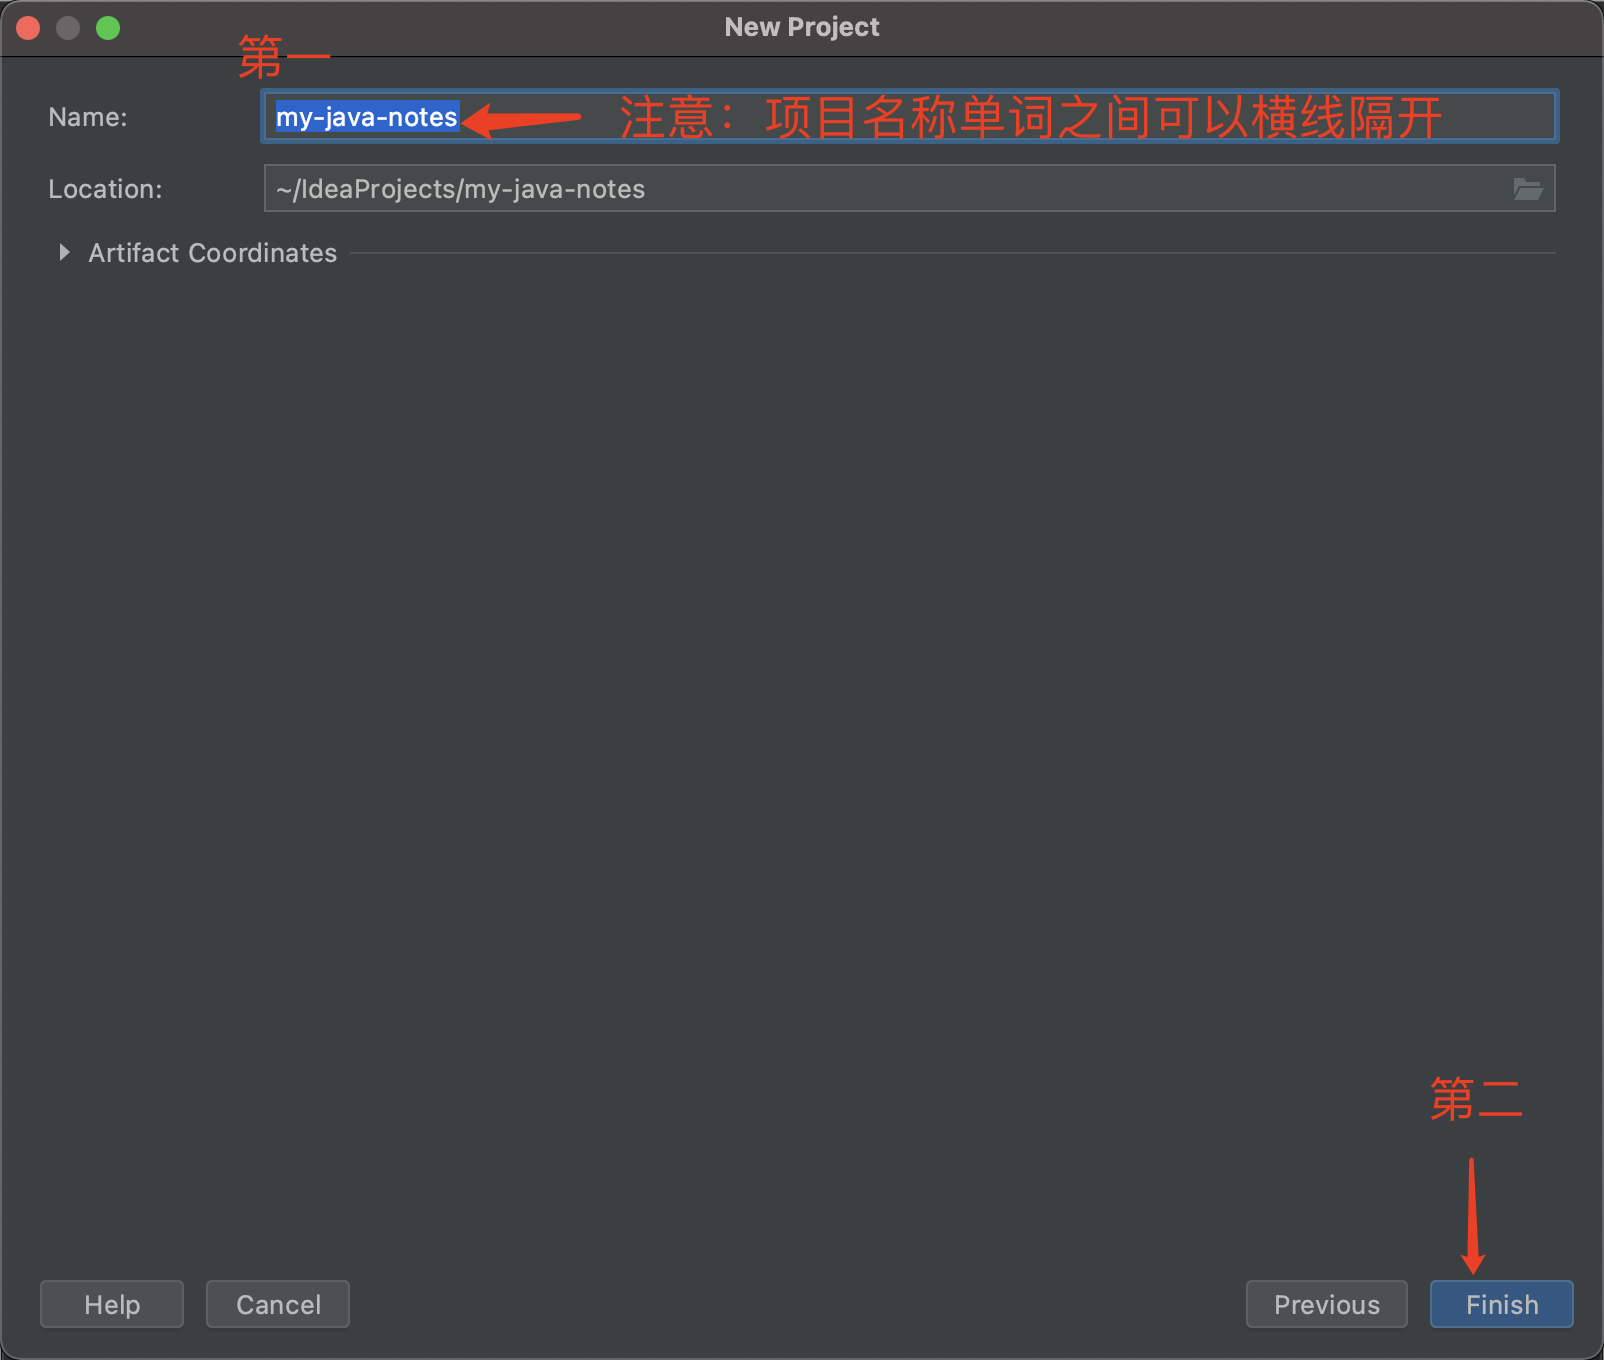 New Project
第一
Name: my-java-notes 注意：项目名称单词之间可以横线隔开
Location: ~/IdeaProjects/my-java-notes
Artifact Coordinates
第二
Help Cancel Previous Finish